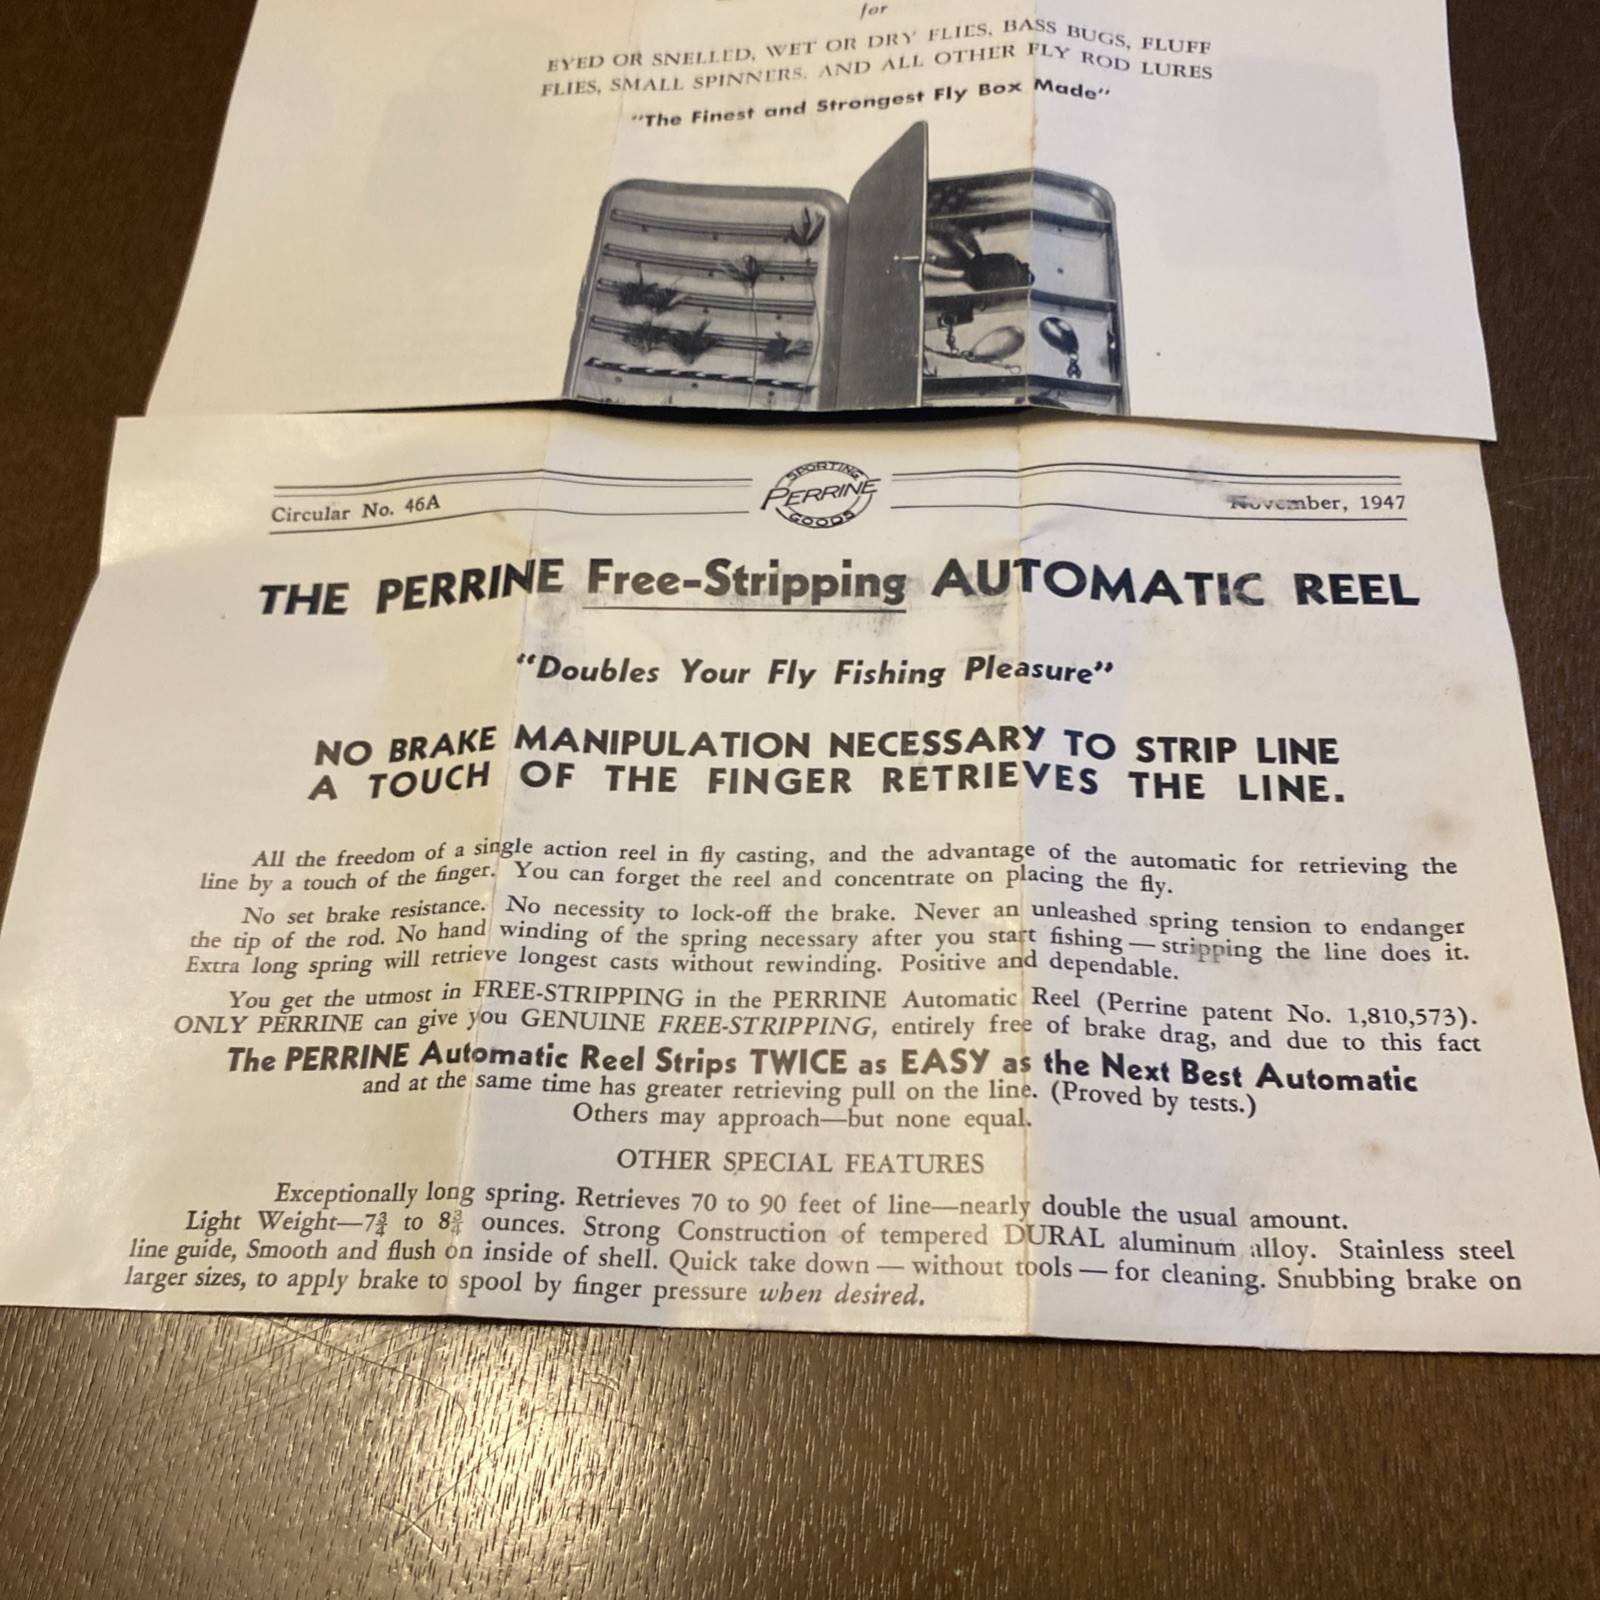 for
EYED OR SNELLED, WET OR DRY FLIES, BASS BUGS, FLUFF
FLIES, SMALL SPINNERS, AND ALL OTHER FLY ROD LURES
"The Finest and Strongest Fly Box Made"
SPORTING
PERRINE
GOODS
Circular No. 46A
November, 1947
THE PERRINE Free-Stripping AUTOMATIC REEL
"Doubles Your Fly Fishing Pleasure"
NO BRAKE MANIPULATION NECESSARY TO STRIP LINE
A TOUCH OF THE FINGER RETRIEVES THE LINE.
All the freedom of a single action reel in fly casting, and the advantage of the automatic for retrieving the
line by a touch of the finger. You can forget the reel and concentrate on placing the fly.
No set brake resistance. No necessity to lock-off the brake. Never an unleashed spring tension to endanger
the tip of the rod. No hand winding of the spring necessary after you start fishing — stripping the line does it.
Extra long spring will retrieve longest casts without rewinding. Positive and dependable.
You get the utmost in FREE-STRIPPING in the PERRINE Automatic Reel (Perrine patent No. 1,810,573).
ONLY PERRINE can give you GENUINE FREE-STRIPPING, entirely free of brake drag, and due to this fact
The PERRINE Automatic Reel Strips TWICE as EASY as the Next Best Automatic
and at the same time has greater retrieving pull on the line. (Proved by tests.)
Others may approach—but none equal.
OTHER SPECIAL FEATURES
Exceptionally long spring. Retrieves 70 to 90 feet of line—nearly double the usual amount.
Light Weight—7¾ to 8¾ ounces. Strong Construction of tempered DURAL aluminum alloy. Stainless steel
line guide, Smooth and flush on inside of shell. Quick take down — without tools — for cleaning. Snubbing brake on
larger sizes, to apply brake to spool by finger pressure when desired.